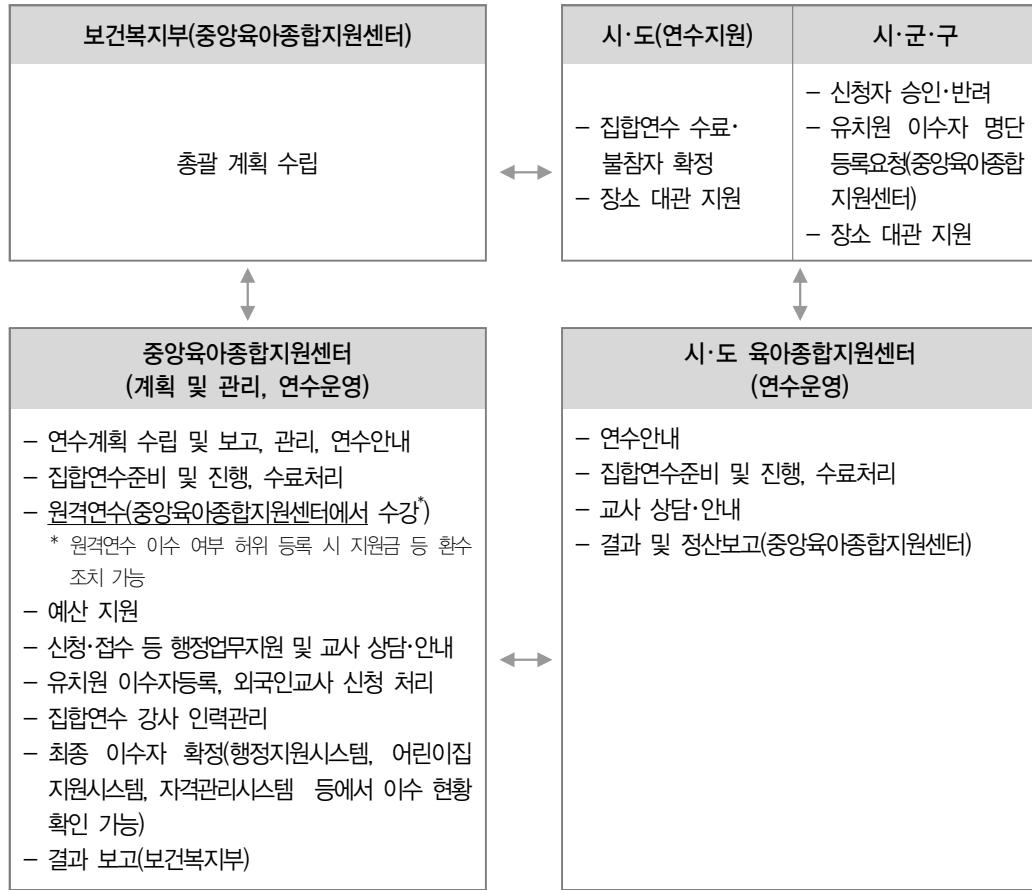 보건복지부(중앙육아종합지원센터)
총괄 계획 수립
시·도(연수지원)
– 집합연수 수료·
불참자 확정
– 장소 대관 지원
시·군·구
– 신청자 승인·반려
– 유치원 이수자 명단
등록요청(중앙육아종합
지원센터)
– 장소 대관 지원
중앙육아종합지원센터
(계획 및 관리, 연수운영)
– 연수계획 수립 및 보고, 관리, 연수안내
– 집합연수준비 및 진행, 수료처리
– 원격연수(중앙육아종합지원센터에서 수강*)
* 원격연수 이수 여부 허위 등록 시 지원금 등 환수
조치 가능
– 예산 지원
– 신청·접수 등 행정업무지원 및 교사 상담·안내
– 유치원 이수자등록, 외국인교사 신청 처리
– 집합연수 강사 인력관리
– 최종 이수자 확정(행정지원시스템, 어린이집
지원시스템, 자격관리시스템 등에서 이수 현황
확인 가능)
– 결과 보고(보건복지부)
시·도 육아종합지원센터
(연수운영)
– 연수안내
– 집합연수준비 및 진행, 수료처리
– 교사 상담·안내
– 결과 및 정산보고(중앙육아종합지원센터)